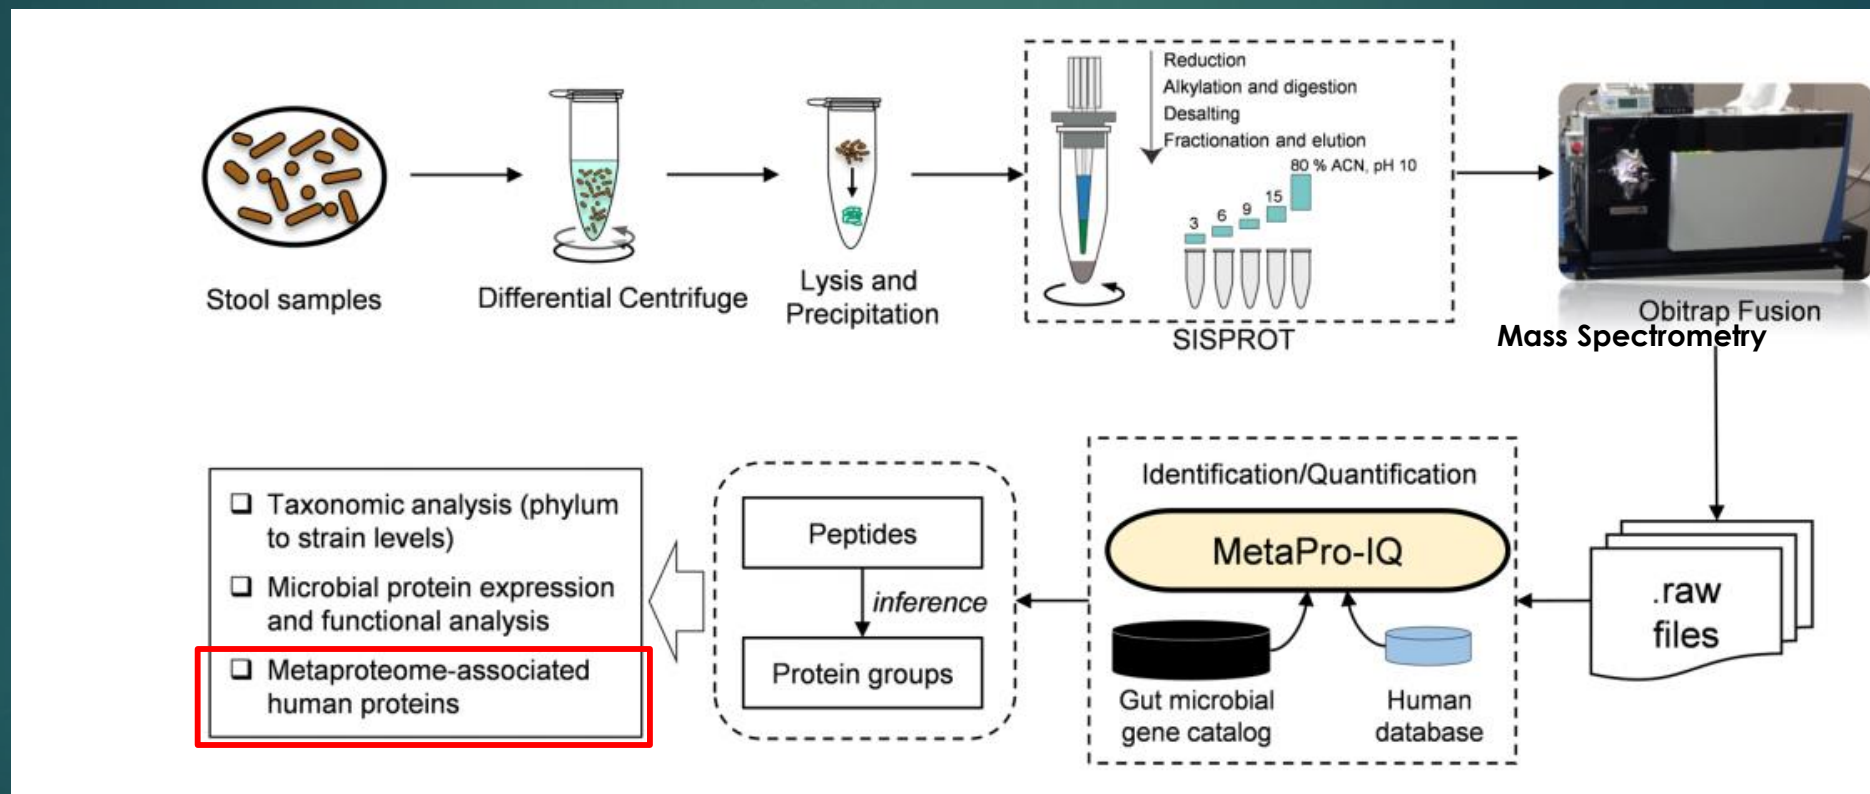 Reduction
Alkylation and digestion
Desalting
Fractionation and elution
80 % ACN, pH 10
3
6
9
15
Stool samples
Differential Centrifuge
Lysis and
Precipitation
SISPROT
Obitrap Fusion
Mass Spectrometry
.raw
files
Identification/Quantification
MetaPro-IQ
Gut microbial
gene catalog
Human
database
Peptides
inference
Protein groups
Taxonomic analysis (phylum
to strain levels)
Microbial protein expression
and functional analysis
Metaproteome-associated
human proteins